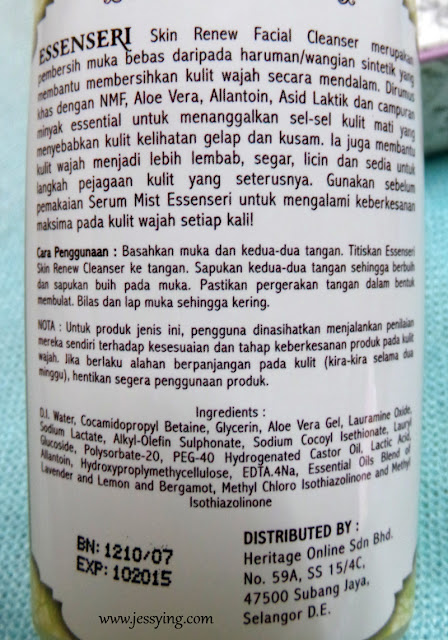 ESSENSERI Skin Renew Facial Cleanser merupakan
pembersih muka bebas daripada haruman/wangian sintetik yang
membantu membersihkan kulit wajah secara mendalam. Dirumus
khas dengan NMF, Aloe Vera, Allantoin, Asid Laktik dan campuran
minyak essential untuk menanggalkan sel-sel kulit mati yang
menyebabkan kulit kelihatan gelap dan kusam. Ia juga membantu
kulit wajah menjadi lebih lembab, segar, licin dan sedia untuk
langkah pejagaan kulit yang seterusnya. Gunakan sebelum
pemakaian Serum Mist Essenseri untuk mengalami keberkesanan
maksima pada kulit wajah setiap kali!
Cara Penggunaan : Basahkan muka dan kedua-dua tangan. Titiskan Essenseri
Skin Renew Cleanser ke tangan. Sapukan kedua-dua tangan sehingga berbuih
dan sapukan buih pada muka. Pastikan pergerakan tangan dalam bentuk
membulat. Bilas dan lap muka sehingga kering.
NOTA : Untuk produk jenis ini, pengguna dinasihatkan menjalankan penilaian
mereka sendiri terhadap kesesuaian dan tahap keberkesanan produk pada kulit
wajah. Jika berlaku alahan berpanjangan pada kulit (kira-kira selama dua
minggu), hentikan segera penggunaan produk.
Ingredients :
D.I. Water, Cocamidopropyl Betaine, Glycerin, Aloe Vera Gel, Lauramine Oxide,
Sodium Lactate, Alkyl-Olefin Sulphonate, Sodium Cocoyl Isethionate, Lauryl
Glucoside, Polysorbate-20, PEG-40 Hydrogenated Castor Oil, Lactic Acid,
Allantoin, Hydroxyproplymethycellulose, EDTA.4Na, Essential Oils Blend of
Lavender and Lemon and Bergamot, Methyl Chloro Isothiazolinone and Methyl
Isothiazolinone
BN: 1210/07
EXP: 102015
DISTRIBUTED BY :
Heritage Online Sdn Bhd.
No. 59A, SS 15/4C,
47500 Subang Jaya,
Selangor D.E.
www.jessying.com